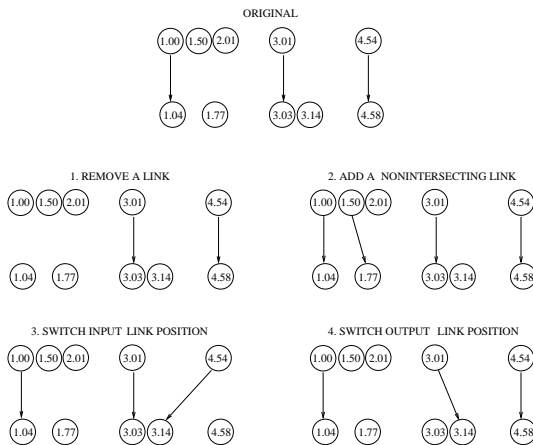 ORIGINAL
1.00 1.50 2.01 3.01 4.54
1.04 1.77 3.03 3.14 4.58
1. REMOVE A LINK
1.00 1.50 2.01 3.01 4.54
1.04 1.77 3.03 3.14 4.58
2. ADD A NONINTERSECTING LINK
1.00 1.50 2.01 3.01 4.54
1.04 1.77 3.03 3.14 4.58
3. SWITCH INPUT LINK POSITION
1.00 1.50 2.01 3.01 4.54
1.04 1.77 3.03 3.14 4.58
4. SWITCH OUTPUT LINK POSITION
1.00 1.50 2.01 3.01 4.54
1.04 1.77 3.03 3.14 4.58